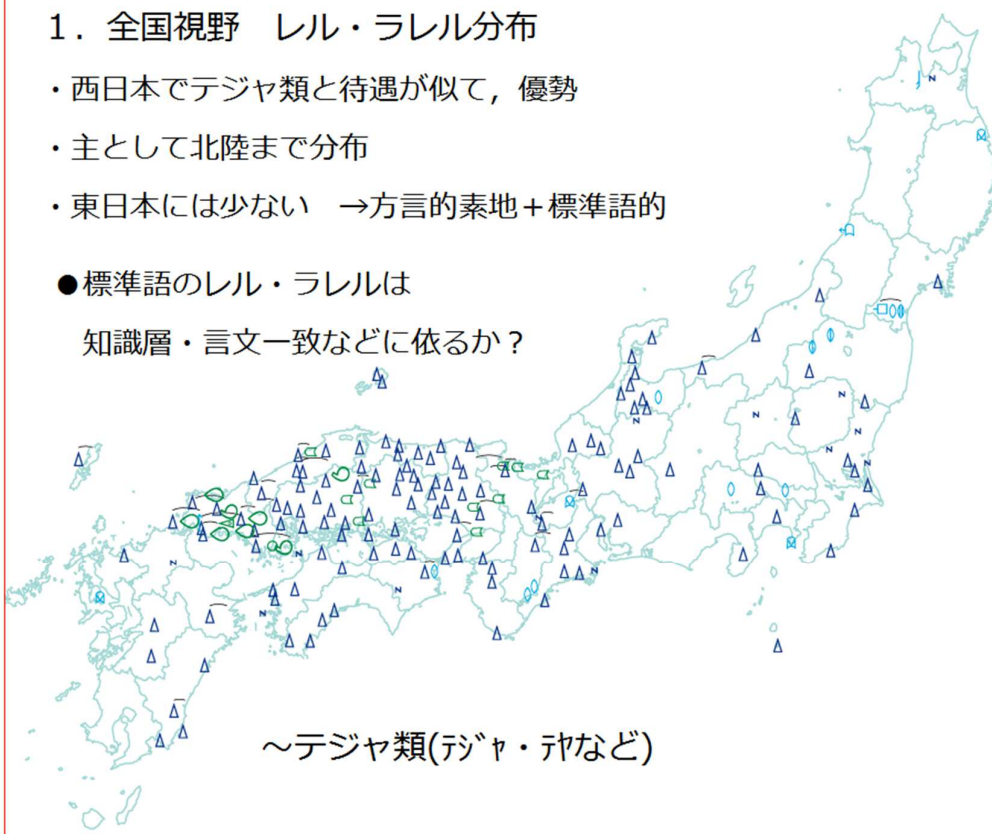 1．全国視野　レル・ラレル分布
・西日本でテジャ類と待遇が似て，優勢
・主として北陸まで分布
・東日本には少ない　→方言的素地＋標準語的
●標準語のレル・ラレルは
知識層・言文一致などに依るか？
～テジャ類(ﾃｼﾞｬ・ﾃﾔなど)